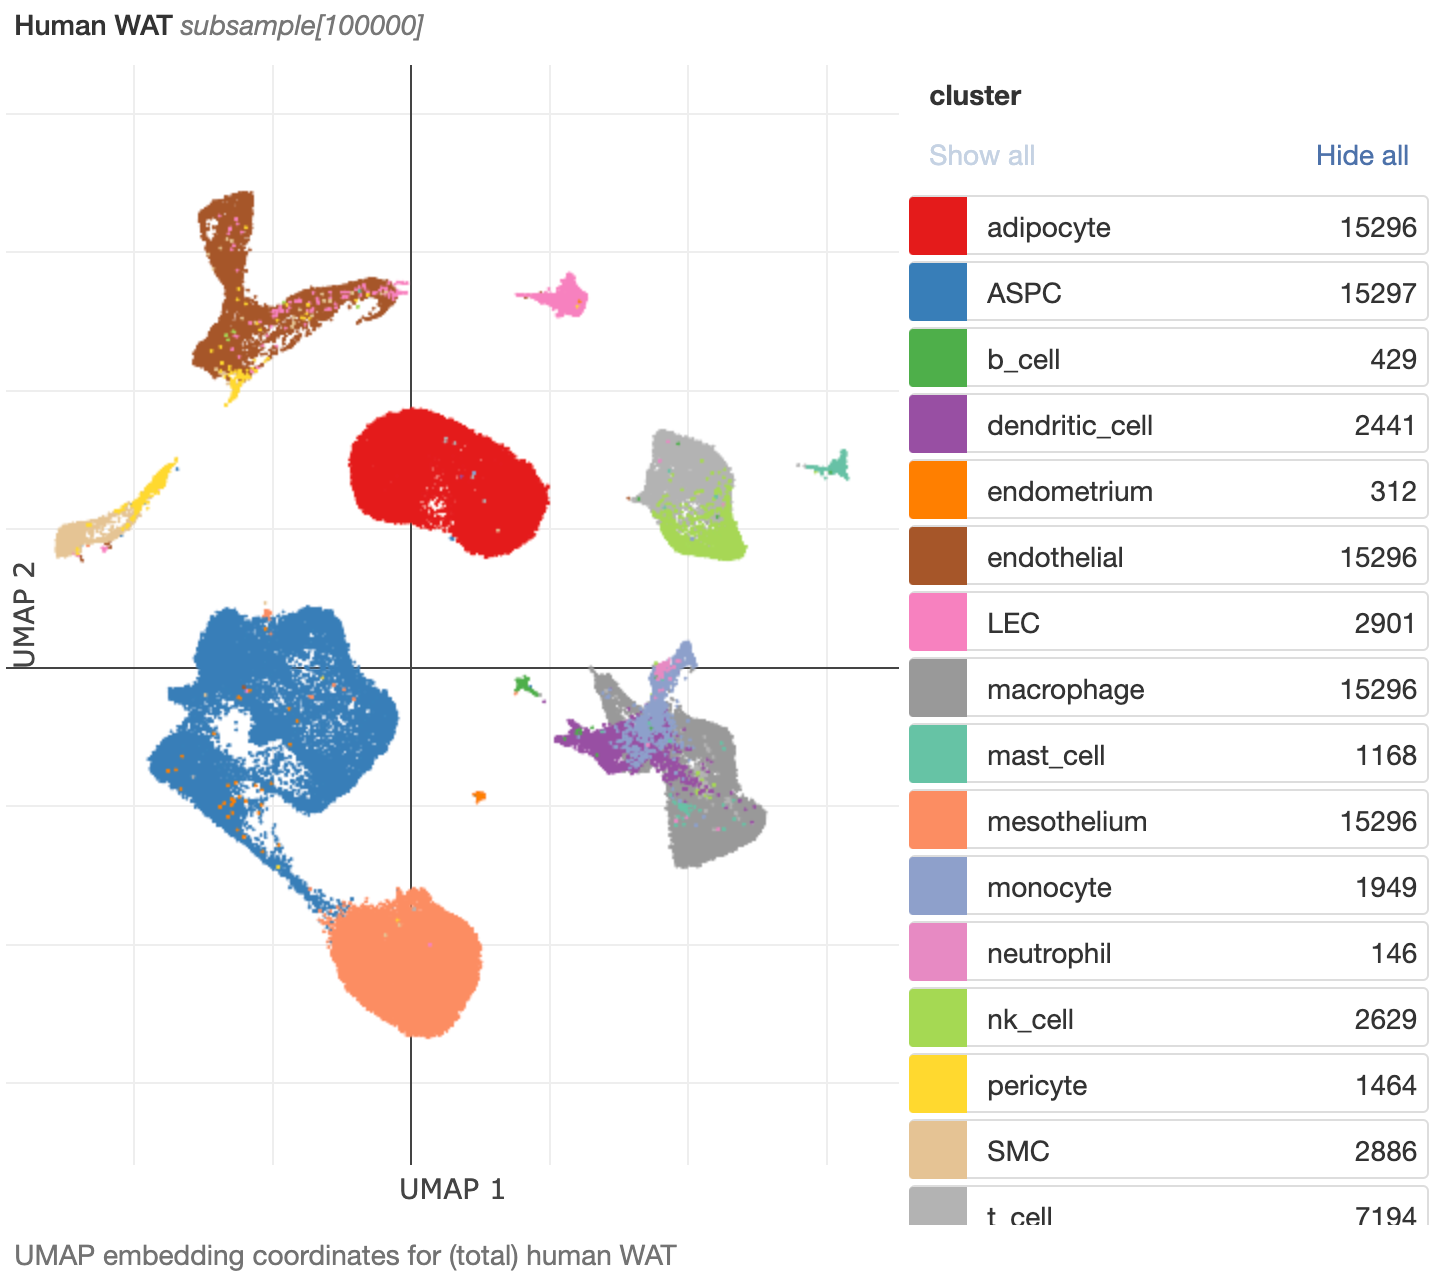 Human WAT subsample[100000]
cluster
Show all Hide all
adipocyte 15296
ASPC 15297
b_cell 429
dendritic_cell 2441
endometrium 312
endothelial 15296
LEC 2901
macrophage 15296
mast_cell 1168
mesothelium 15296
monocyte 1949
neutrophil 146
nk_cell 2629
pericyte 1464
SMC 2886
t_cell 7194
UMAP 2
UMAP 1
UMAP embedding coordinates for (total) human WAT